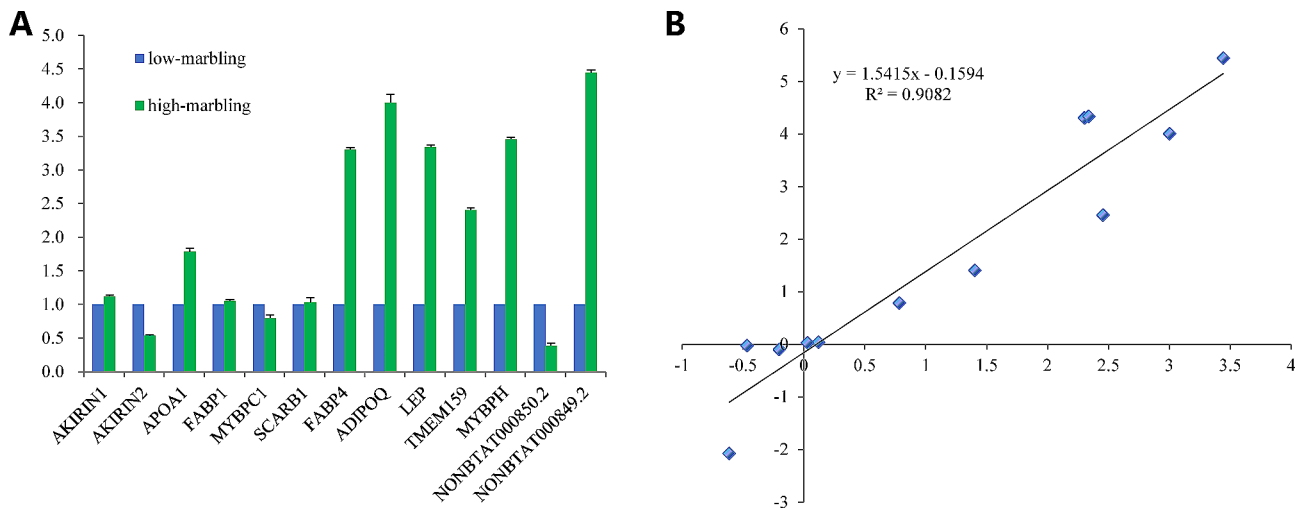 A
5.0
4.5
4.0
3.5
3.0
2.5
2.0
1.5
1.0
0.5
0.0
low-marbling
high-marbling
AKIRIN1
AKIRIN2
APOA1
FABP1
MYBPC1
SCARB1
FABP4
ADIPOQ
LEP
TMEM159
MYBPH
NONBTAT000850.2
NONBTAT000849.2
B
6
5
4
3
2
1
0
-1
-2
-3
y = 1.5415x - 0.1594
R² = 0.9082
-1
-0.5
0
0.5
1
1.5
2
2.5
3
3.5
4